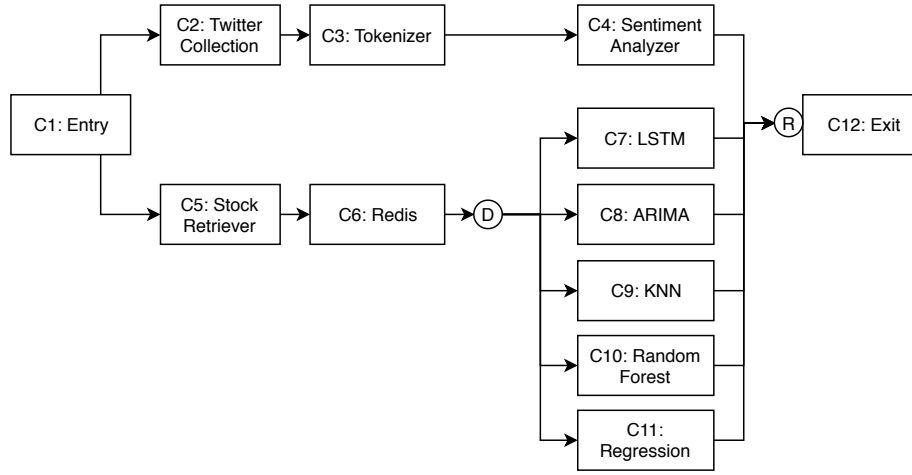 C2: Twitter
Collection
C3: Tokenizer
C4: Sentiment
Analyzer
C1: Entry
R
C12: Exit
C7: LSTM
C5: Stock
Retriever
C6: Redis
D
C8: ARIMA
C9: KNN
C10: Random
Forest
C11:
Regression